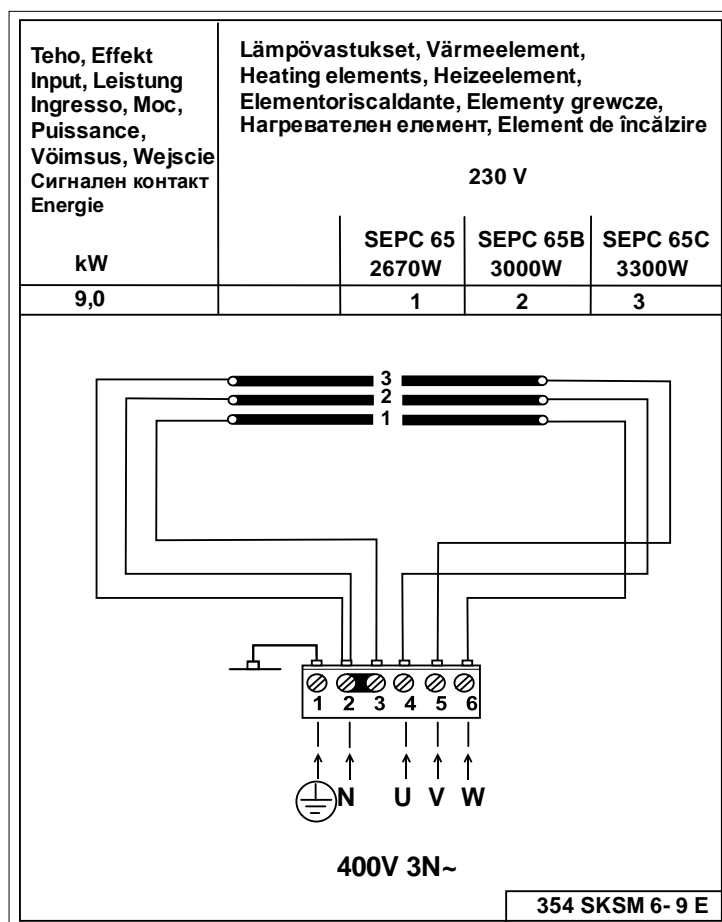 Teho, Effekt
Input, Leistung
Ingresso, Moc,
Puissance,
Vöimsus, Wejscie
Сигнален контакт
Energie
kW
Lämpövastukset, Värmeelement,
Heating elements, Heizeelement,
Elementoriscaldante, Elementy grewcze,
Нагревателен елемент, Element de încălzire
230 V
SEPC 65 SEPC 65B SEPC 65C
2670W 3000W 3300W
9,0 1 2 3
3
2
1
1 2 3 4 5 6
N U V W
400V 3N~
354 SKSM 6- 9 E